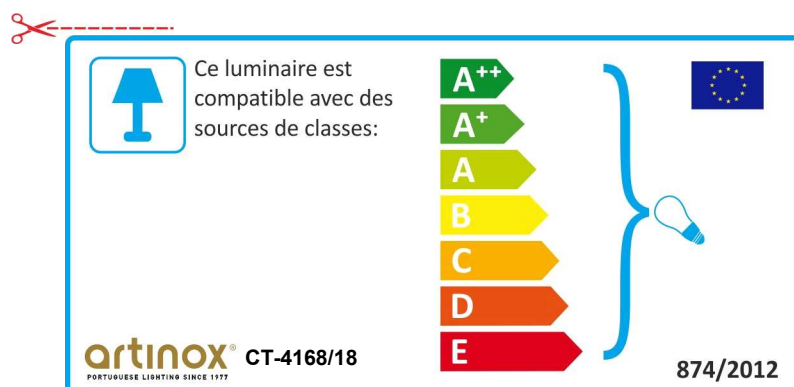 Ce luminaire est
compatible avec des
sources de classes:
A++
A+
A
B
C
D
E
artinox® CT-4168/18
PORTUGUESE LIGHTING SINCE 1977
874/2012